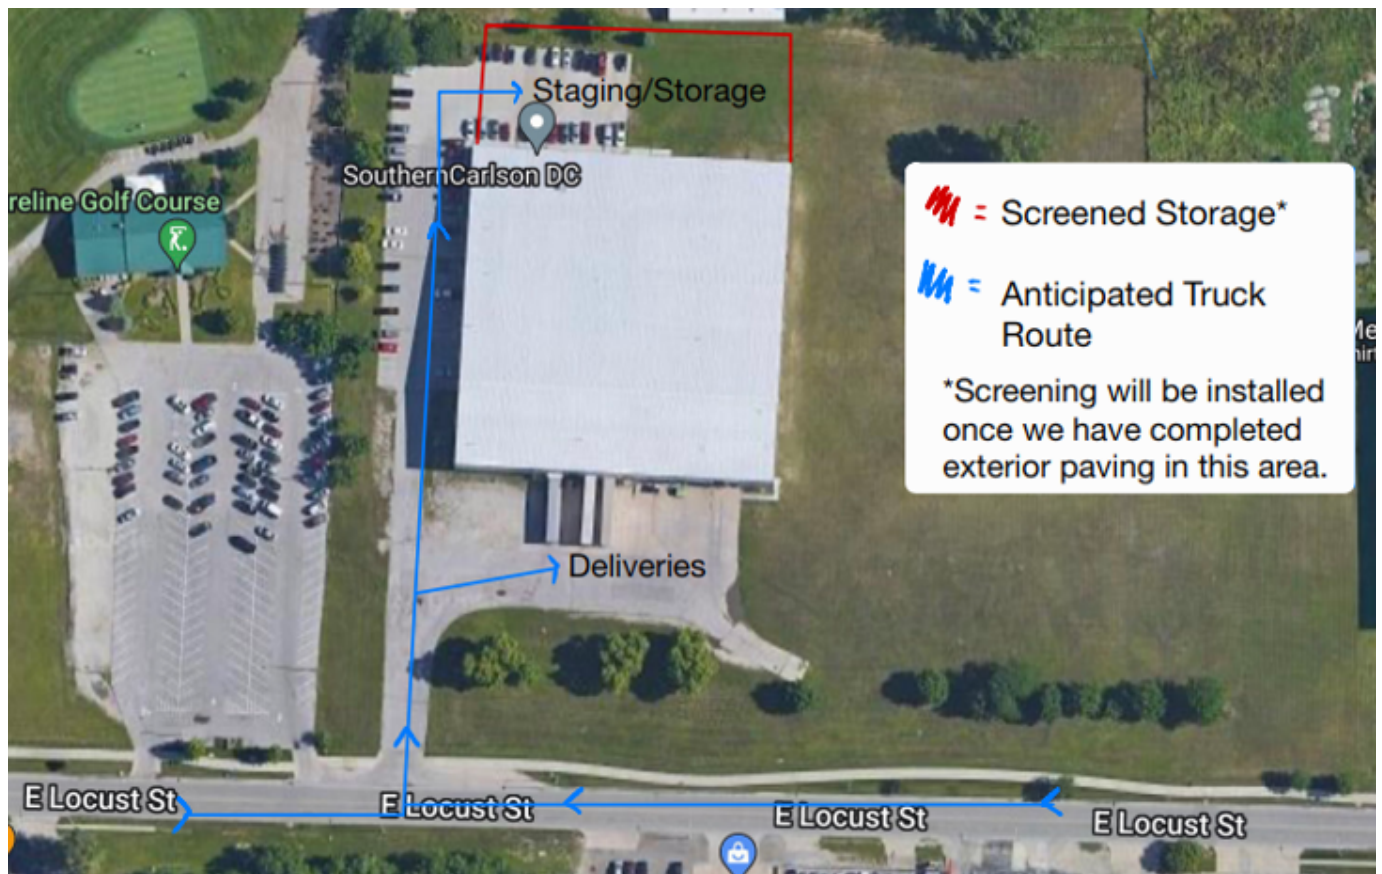 Staging/Storage
SouthernCarlson DC
reline Golf Course
= Screened Storage*
= Anticipated Truck
Route
*Screening will be installed
once we have completed
exterior paving in this area.
Me
Deliveries
E Locust St
E Locust St
E Locust St
E Locust St